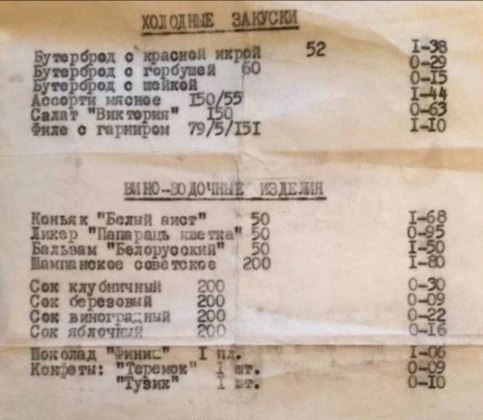 ХОЛОДНЫЕ ЗАКУСКИ
Бутерброд с красной икрой 52 I-38
Бутерброд с горбушей 60 0-29
Бутерброд с шейкой 0-15
Ассорти мясное 150/55 I-44
Салат "Виктория" 150 0-63
Филе с гарниром 79/5/151 I-10
ВИНО-ВОДОЧНЫЕ ИЗДЕЛИЯ
Коньяк "Белый аист" 50 I-68
Ликер "Папараць кветка" 50 0-95
Бальзам "Белорусский" 50 I-50
Шампанское советское 200 I-80
Сок клубничный 200 0-30
Сок березовый 200 0-09
Сок виноградный 200 0-22
Сок яблочный 200 0-16
Шоколад "Финиш" I пл. I-06
Конфеты: "Теремок" I шт. 0-09
"Тузик" I шт. 0-10